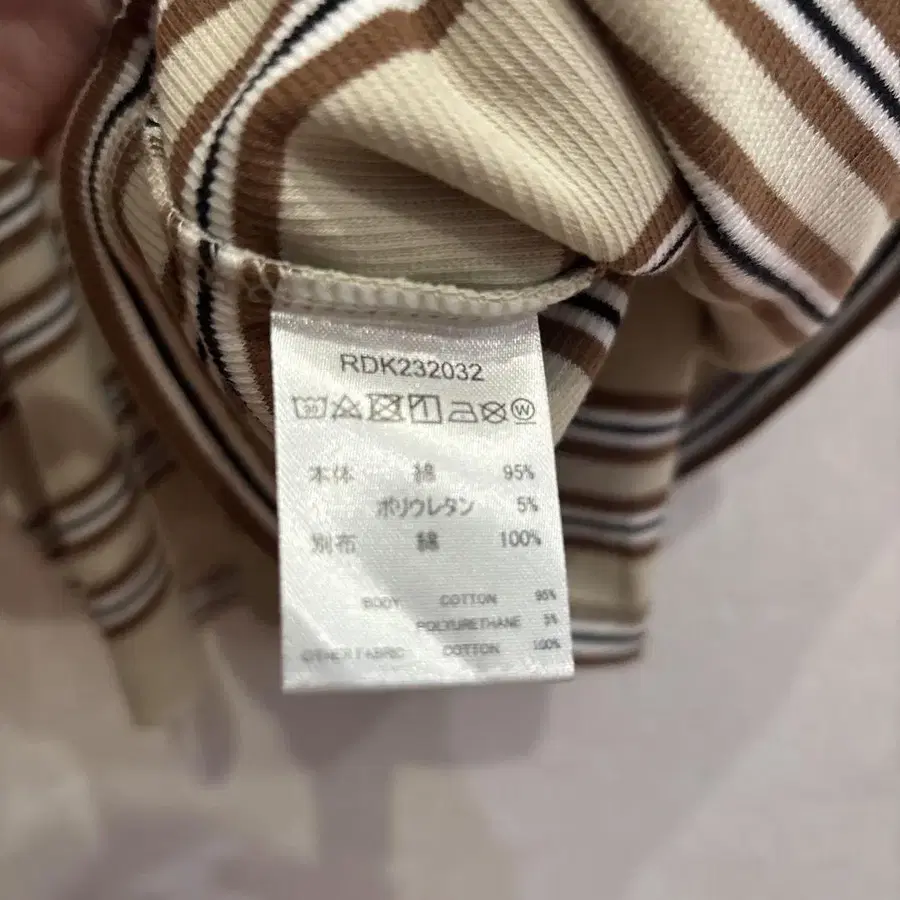 RDK232032
30 W
本体 綿 95%
ポリウレタン 5%
別布 綿 100%
BODY COTTON 95%
POLYURETHANE 5%
OTHER FABRIC COTTON 100%